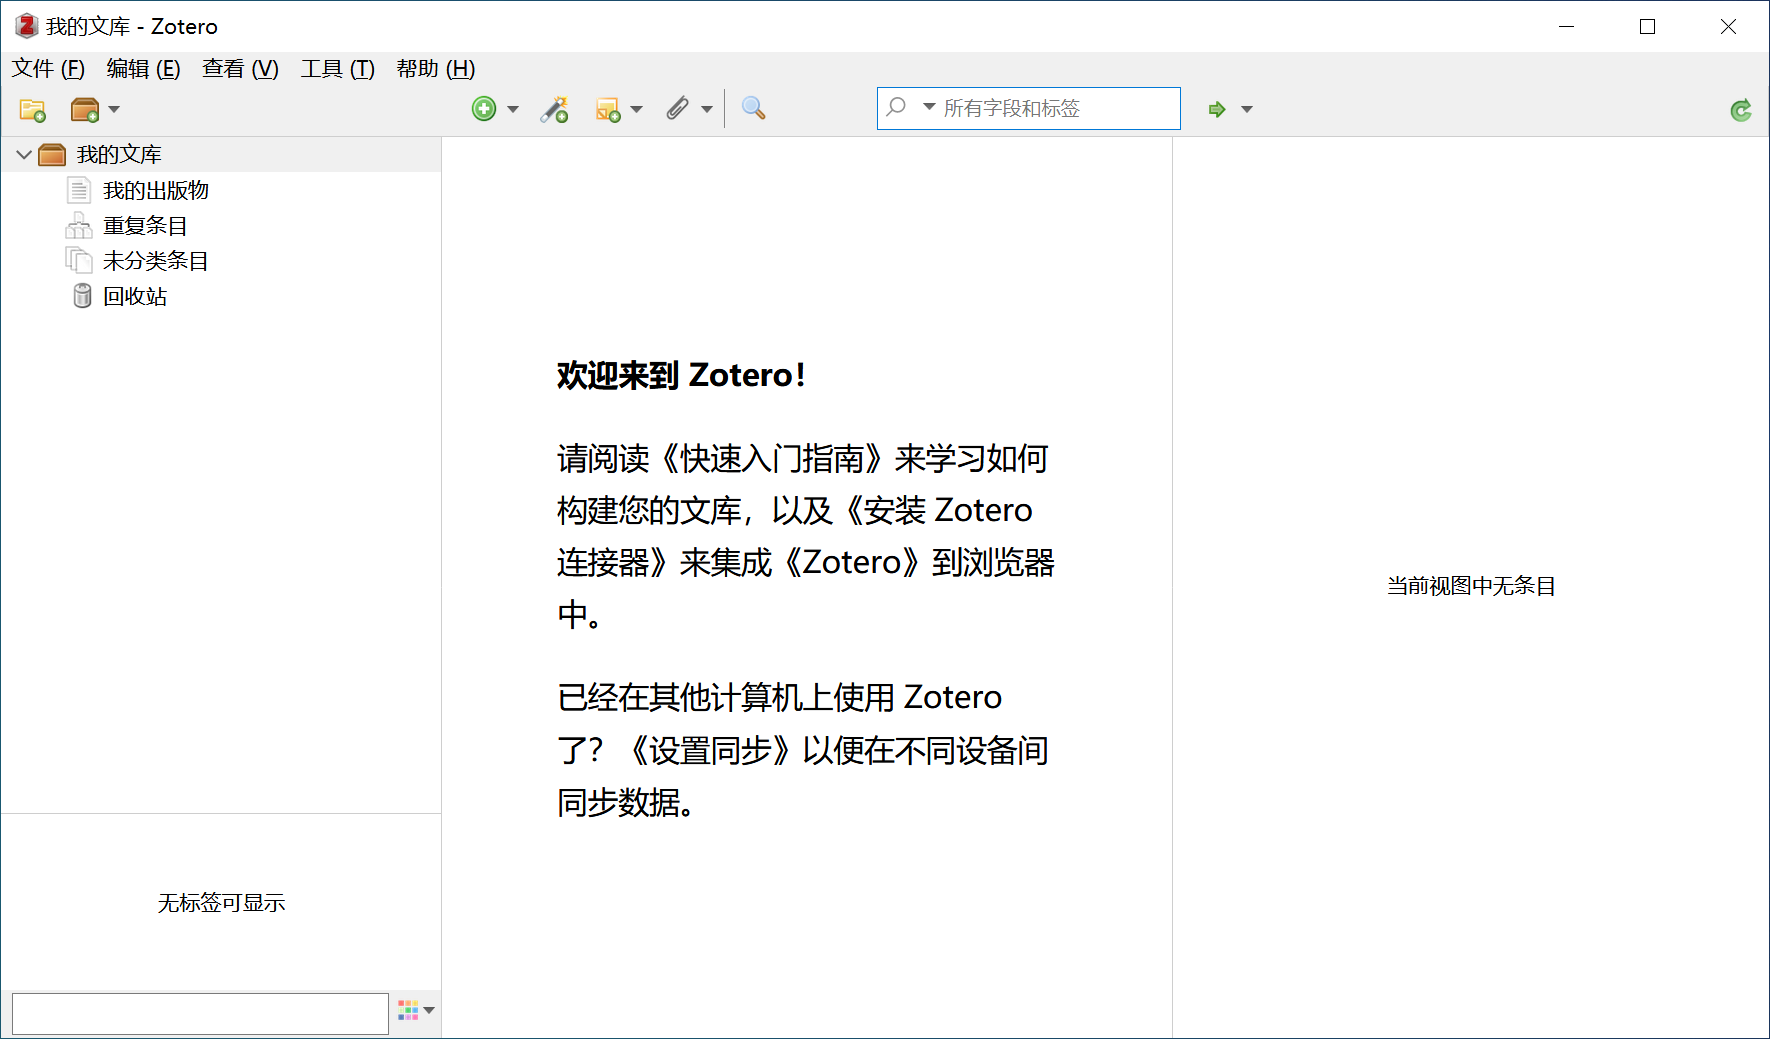 我的文库 - Zotero
文件 (F) 编辑 (E) 查看 (V) 工具 (T) 帮助 (H)
所有字段和标签
我的文库
我的出版物
重复条目
未分类条目
回收站
欢迎来到 Zotero！
请阅读《快速入门指南》来学习如何
构建您的文库，以及《安装 Zotero
连接器》来集成《Zotero》到浏览器
中。
已经在其他计算机上使用 Zotero
了？《设置同步》以便在不同设备间
同步数据。
当前视图中无条目
无标签可显示